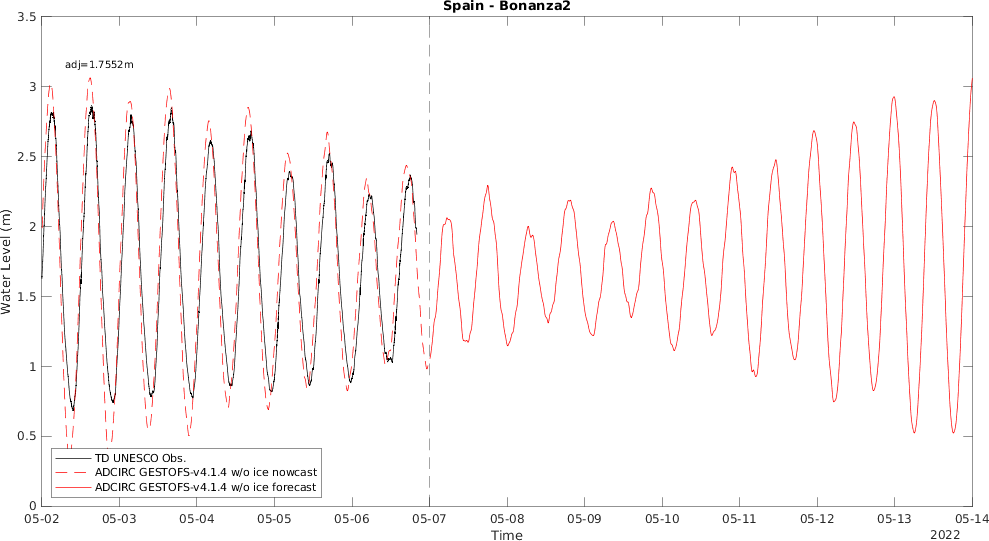 Spain - Bonanza2
adj=1.7552m
Water Level (m)
3.5
3
2.5
2
1.5
1
0.5
0
TD UNESCO Obs.
ADCIRC GESTOFS-v4.1.4 w/o ice nowcast
ADCIRC GESTOFS-v4.1.4 w/o ice forecast
05-02 05-03 05-04 05-05 05-06 05-07 05-08 05-09 05-10 05-11 05-12 05-13 05-14
Time
2022